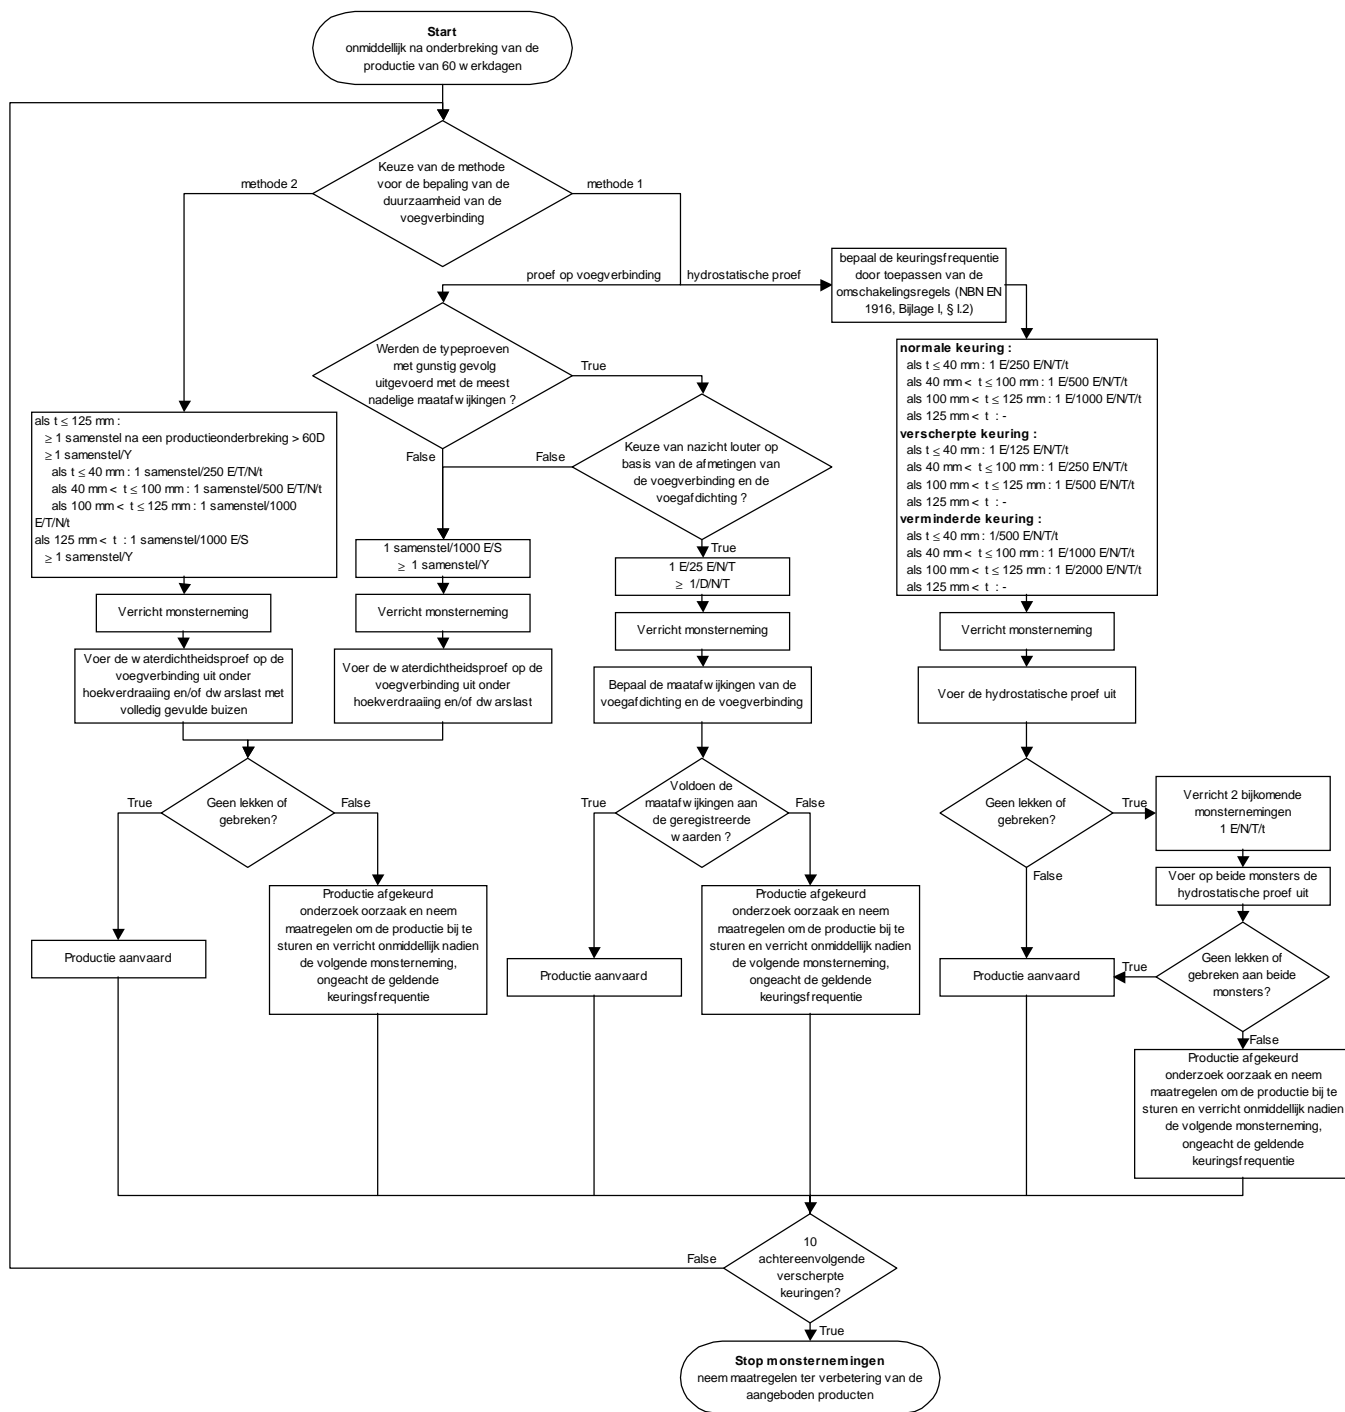 Start
onmiddellijk na onderbreking van de
productie van 60 werkdagen
Keuze van de methode
voor de bepaling van de
duurzaamheid van de
voegverbinding
methode 2
methode 1
proef op voegverbinding
hydrostatische proef
bepaal de keuringsfrequentie
door toepassen van de
omschakelingsregels (NBN EN
1916, Bijlage I, § I.2)
Werden de typeproeven
met gunstig gevolg
uitgevoerd met de meest
nadelige maatafwijkingen ?
True
False
Keuze van nazicht louter op
basis van de afmetingen van
de voegverbinding en de
voegafdichting ?
False
True
normale keuring :
als t ≤ 40 mm : 1 E/250 E/N/T/t
als 40 mm < t ≤ 100 mm : 1 E/500 E/N/T/t
als 100 mm < t ≤ 125 mm : 1 E/1000 E/N/T/t
als 125 mm < t : -
verscherpte keuring :
als t ≤ 40 mm : 1 E/125 E/N/T/t
als 40 mm < t ≤ 100 mm : 1 E/250 E/N/T/t
als 100 mm < t ≤ 125 mm : 1 E/500 E/N/T/t
als 125 mm < t : -
verminderde keuring :
als t ≤ 40 mm : 1/500 E/N/T/t
als 40 mm < t ≤ 100 mm : 1 E/1000 E/N/T/t
als 100 mm < t ≤ 125 mm : 1 E/2000 E/N/T/t
als 125 mm < t : -
als t ≤ 125 mm :
≥ 1 samenstel na een productieonderbreking > 60D
≥ 1 samenstel/Y
als t ≤ 40 mm : 1 samenstel/250 E/T/N/t
als 40 mm < t ≤ 100 mm : 1 samenstel/500 E/T/N/t
als 100 mm < t ≤ 125 mm : 1 samenstel/1000
E/T/N/t
als 125 mm < t : 1 samenstel/1000 E/S
≥ 1 samenstel/Y
1 samenstel/1000 E/S
≥ 1 samenstel/Y
1 E/25 E/N/T
≥ 1/D/N/T
Verricht monsterneming
Verricht monsterneming
Verricht monsterneming
Verricht monsterneming
Voer de waterdichtheidsproef op de
voegverbinding uit onder
hoekverdraaiing en/of dwarslast met
volledig gevulde buizen
Voer de waterdichtheidsproef op de
voegverbinding uit onder
hoekverdraaiing en/of dwarslast
Bepaal de maatafwijkingen van de
voegafdichting en de voegverbinding
Voer de hydrostatische proef uit
Geen lekken of
gebreken?
True
False
Voldoen de
maatafwijkingen aan
de geregistreerde
waarden ?
True
False
Geen lekken of
gebreken?
True
False
Verricht 2 bijkomende
monsternemingen
1 E/N/T/t
Voer op beide monsters de
hydrostatische proef uit
Geen lekken of
gebreken aan beide
monsters?
True
False
Productie aanvaard
Productie afgekeurd
onderzoek oorzaak en neem
maatregelen om de productie bij te
sturen en verricht onmiddellijk nadien
de volgende monsterneming,
ongeacht de geldende
keuringsfrequentie
Productie aanvaard
Productie afgekeurd
onderzoek oorzaak en neem
maatregelen om de productie bij te
sturen en verricht onmiddellijk nadien
de volgende monsterneming,
ongeacht de geldende
keuringsfrequentie
Productie aanvaard
Productie afgekeurd
onderzoek oorzaak en neem
maatregelen om de productie bij te
sturen en verricht onmiddellijk nadien
de volgende monsterneming,
ongeacht de geldende
keuringsfrequentie
10
achtereenvolgende
verscherpte
keuringen?
False
True
Stop monsternemingen
neem maatregelen ter verbetering van de
aangeboden producten